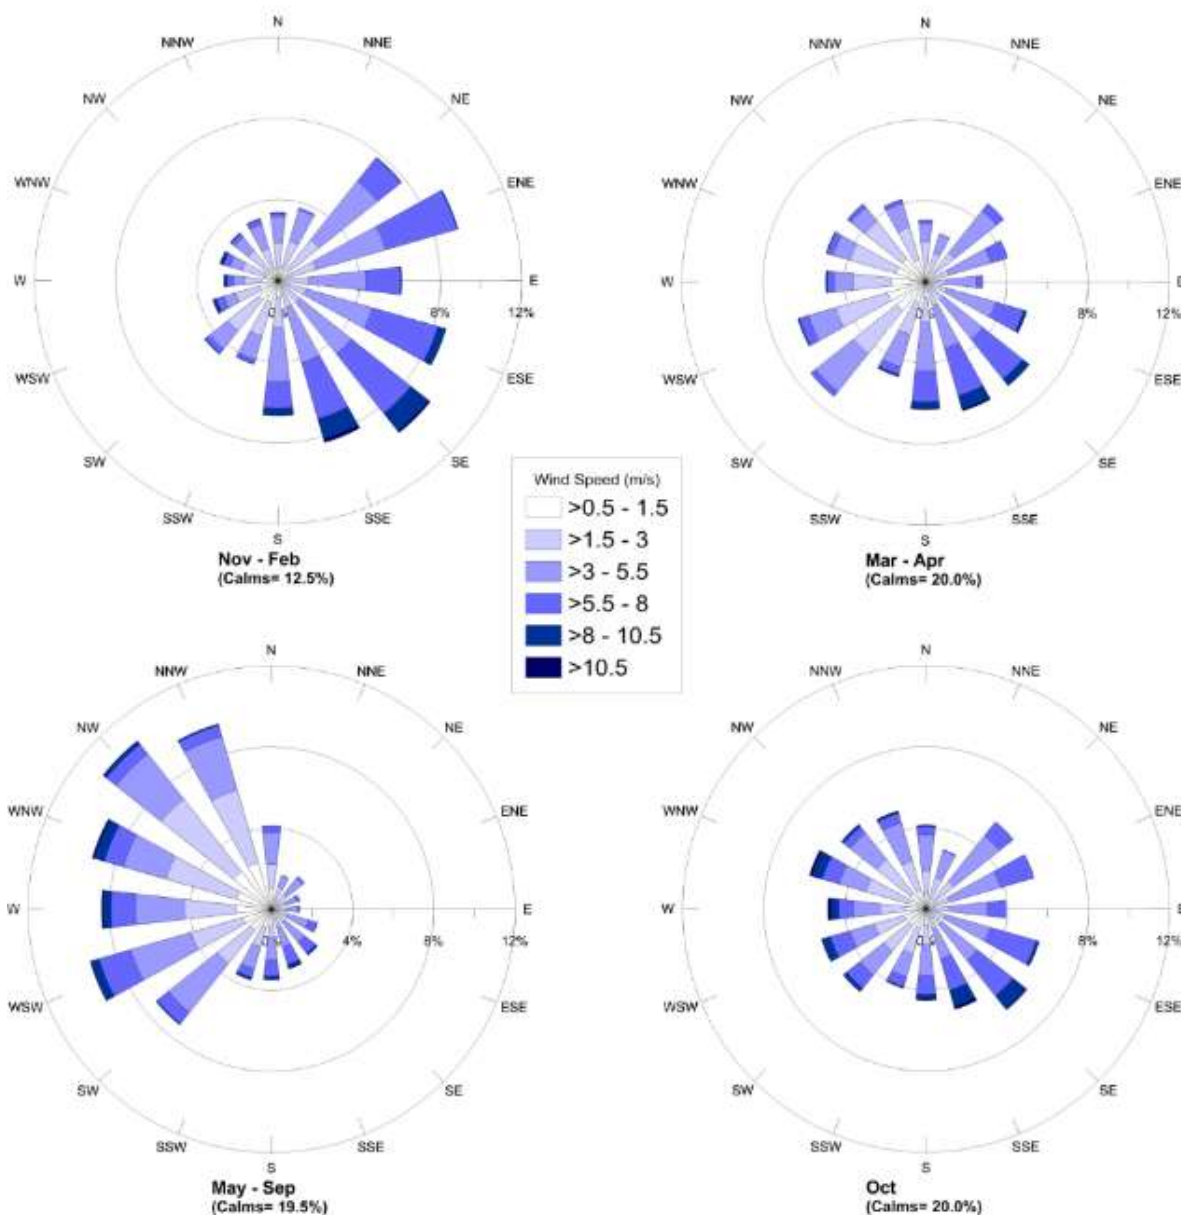 N
NNW
NNE
NW
NE
WNW
ENE
W
E
8%
12%
WSW
ESE
SW
SE
SSW
SSE
S
Nov - Feb
(Calms= 12.5%)
N
NNW
NNE
NW
NE
WNW
ENE
W
8%
12%
WSW
ESE
SW
SE
SSW
SSE
S
Mar - Apr
(Calms= 20.0%)
Wind Speed (m/s)
>0.5 - 1.5
>1.5 - 3
>3 - 5.5
>5.5 - 8
>8 - 10.5
>10.5
N
NNW
NNE
NW
NE
WNW
ENE
W
E
4%
8%
12%
WSW
ESE
SW
SE
SSW
SSE
S
May - Sep
(Calms= 19.5%)
N
NNW
NNE
NW
NE
WNW
ENE
W
8%
12%
WSW
ESE
SW
SE
SSW
SSE
S
Oct
(Calms= 20.0%)